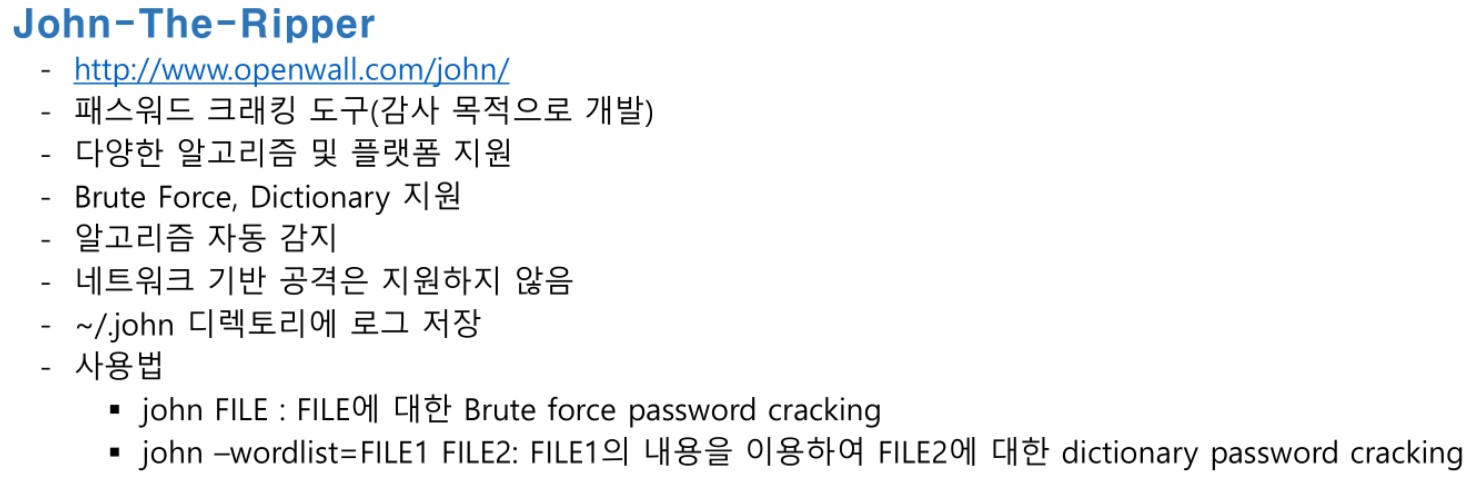 John-The-Ripper
- http://www.openwall.com/john/
- 패스워드 크래킹 도구(감사 목적으로 개발)
- 다양한 알고리즘 및 플랫폼 지원
- Brute Force, Dictionary 지원
- 알고리즘 자동 감지
- 네트워크 기반 공격은 지원하지 않음
- ~/.john 디렉토리에 로그 저장
- 사용법
▪ john FILE : FILE에 대한 Brute force password cracking
▪ john –wordlist=FILE1 FILE2: FILE1의 내용을 이용하여 FILE2에 대한 dictionary password cracking